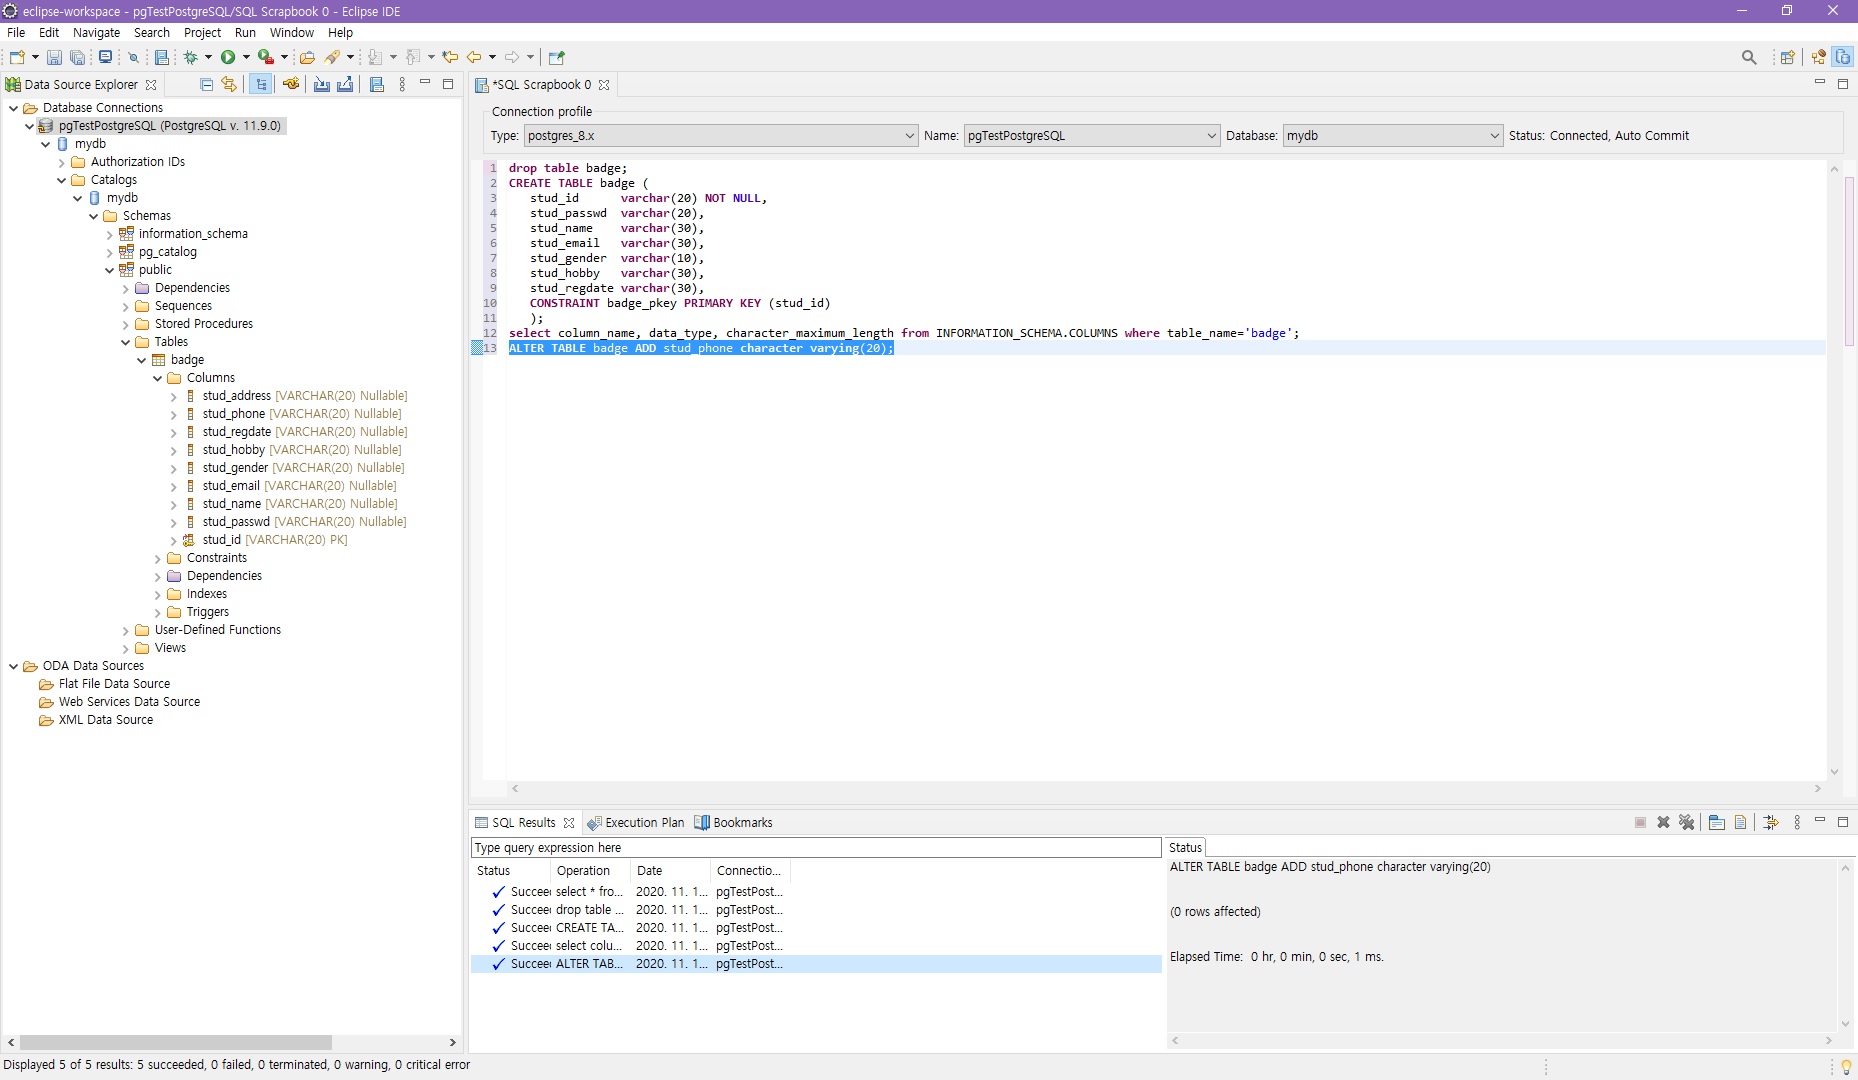 eclipse-workspace - pgTestPostgreSQL/SQL Scrapbook 0 - Eclipse IDE
File Edit Navigate Search Project Run Window Help
Data Source Explorer
Database Connections
pgTestPostgreSQL (PostgreSQL v. 11.9.0)
mydb
Authorization IDs
Catalogs
mydb
Schemas
information_schema
pg_catalog
public
Dependencies
Sequences
Stored Procedures
Tables
badge
Columns
stud_address [VARCHAR(20) Nullable]
stud_phone [VARCHAR(20) Nullable]
stud_regdate [VARCHAR(20) Nullable]
stud_hobby [VARCHAR(20) Nullable]
stud_gender [VARCHAR(20) Nullable]
stud_email [VARCHAR(20) Nullable]
stud_name [VARCHAR(20) Nullable]
stud_passwd [VARCHAR(20) Nullable]
stud_id [VARCHAR(20) PK]
Constraints
Dependencies
Indexes
Triggers
User-Defined Functions
Views
ODA Data Sources
Flat File Data Source
Web Services Data Source
XML Data Source
*SQL Scrapbook 0
Connection profile
Type: postgres_8.x Name: pgTestPostgreSQL Database: mydb Status: Connected, Auto Commit
1 drop table badge;
2 CREATE TABLE badge (
3 stud_id varchar(20) NOT NULL,
4 stud_passwd varchar(20),
5 stud_name varchar(30),
6 stud_email varchar(30),
7 stud_gender varchar(10),
8 stud_hobby varchar(30),
9 stud_regdate varchar(30),
10 CONSTRAINT badge_pkey PRIMARY KEY (stud_id)
11 );
12 select column_name, data_type, character_maximum_length from INFORMATION_SCHEMA.COLUMNS where table_name='badge';
13 ALTER TABLE badge ADD stud_phone character varying(20);
SQL Results Execution Plan Bookmarks
Type query expression here
Status Operation Date Connectio...
Succee select * fro... 2020. 11. 1... pgTestPost...
Succee drop table ... 2020. 11. 1... pgTestPost...
Succee CREATE TA... 2020. 11. 1... pgTestPost...
Succee select colu... 2020. 11. 1... pgTestPost...
Succee ALTER TAB... 2020. 11. 1... pgTestPost...
Status
ALTER TABLE badge ADD stud_phone character varying(20)
(0 rows affected)
Elapsed Time: 0 hr, 0 min, 0 sec, 1 ms.
Displayed 5 of 5 results: 5 succeeded, 0 failed, 0 terminated, 0 warning, 0 critical error